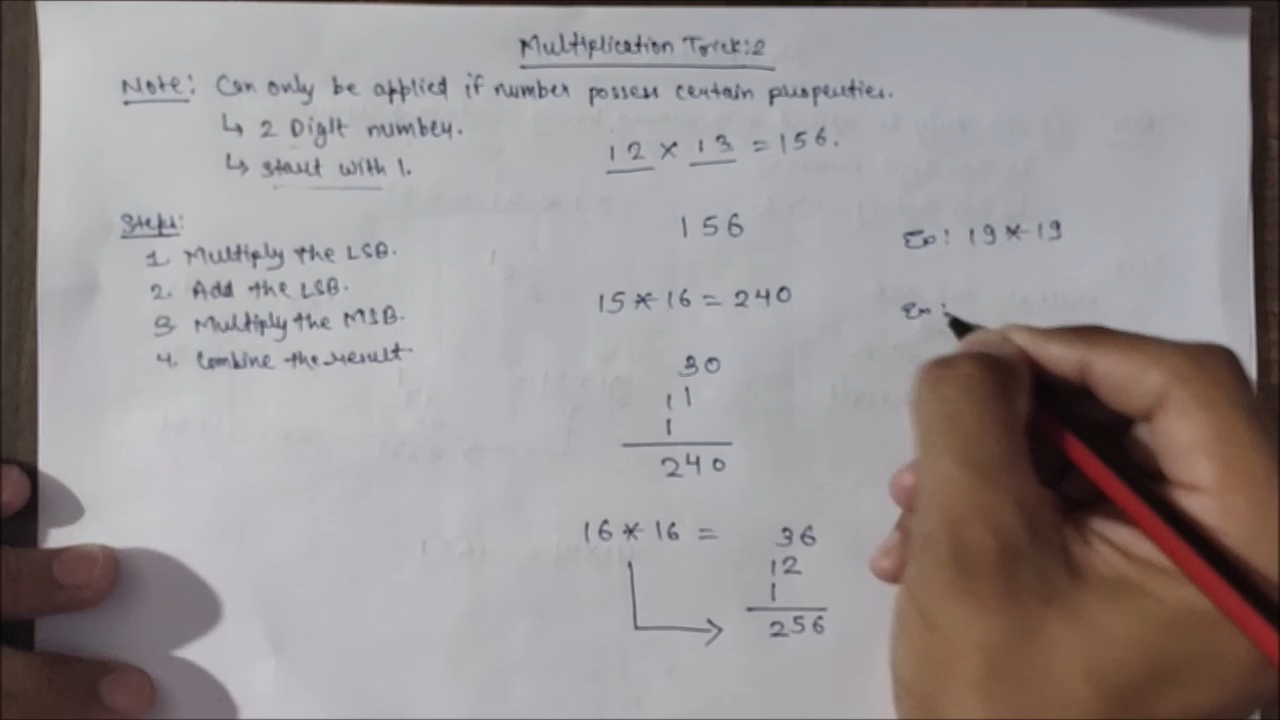 Multiplication Trick:2
Note: Can only be applied if number possess certain properties.
↳ 2 Digit number.
↳ start with 1.
12 × 13 = 156.
Steps:
1. Multiply the LSB.
2. Add the LSB.
3 Multiply the MSB.
4. Combine the result
156
15 * 16 = 240
30
11
1
240
16 * 16 =
36
12
1
256
Ex: 19 * 19
Ex: